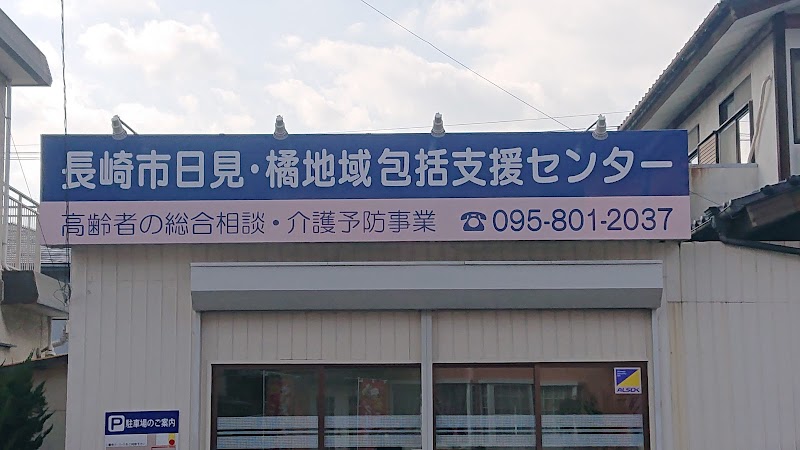 長崎市日見・橘地域包括支援センター
高齢者の総合相談・介護予防事業 ☎095-801-2037
ALSOK
P 駐車場のご案内